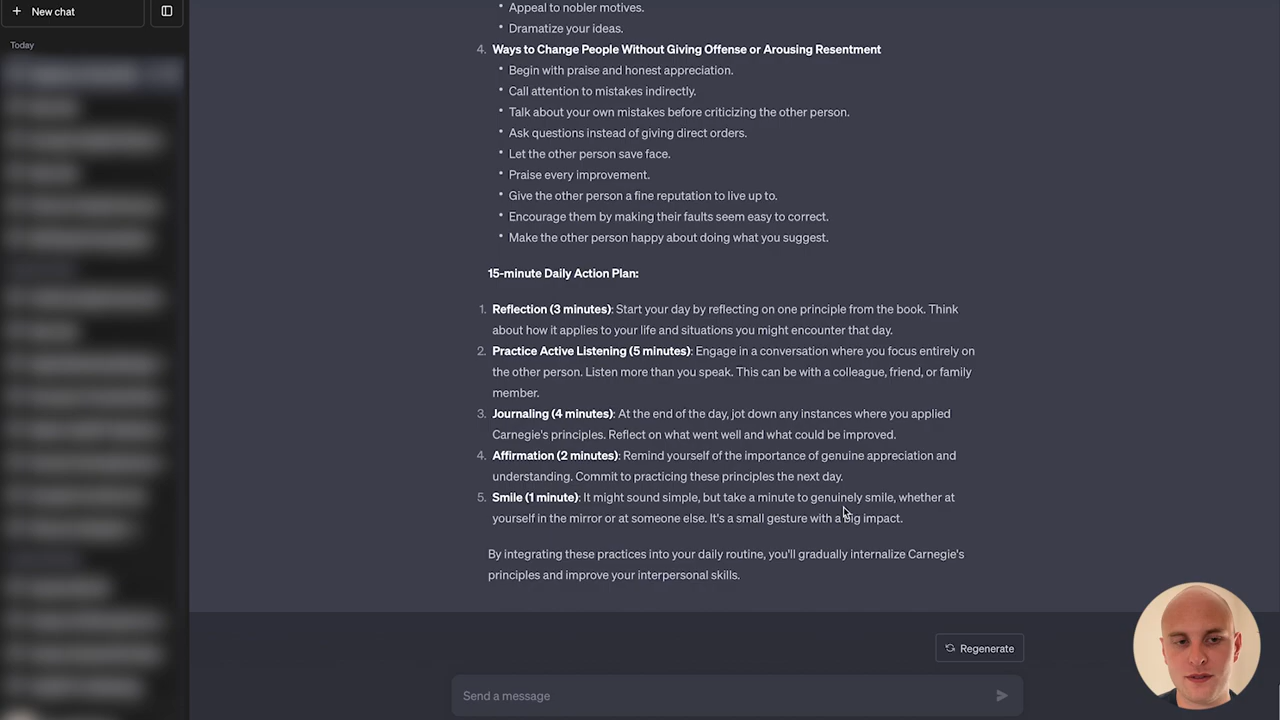 New chat
Today
• Appeal to nobler motives.
• Dramatize your ideas.
4. Ways to Change People Without Giving Offense or Arousing Resentment
• Begin with praise and honest appreciation.
• Call attention to mistakes indirectly.
• Talk about your own mistakes before criticizing the other person.
• Ask questions instead of giving direct orders.
• Let the other person save face.
• Praise every improvement.
• Give the other person a fine reputation to live up to.
• Encourage them by making their faults seem easy to correct.
• Make the other person happy about doing what you suggest.
15-minute Daily Action Plan:
1. Reflection (3 minutes): Start your day by reflecting on one principle from the book. Think
about how it applies to your life and situations you might encounter that day.
2. Practice Active Listening (5 minutes): Engage in a conversation where you focus entirely on
the other person. Listen more than you speak. This can be with a colleague, friend, or family
member.
3. Journaling (4 minutes): At the end of the day, jot down any instances where you applied
Carnegie's principles. Reflect on what went well and what could be improved.
4. Affirmation (2 minutes): Remind yourself of the importance of genuine appreciation and
understanding. Commit to practicing these principles the next day.
5. Smile (1 minute): It might sound simple, but take a minute to genuinely smile, whether at
yourself in the mirror or at someone else. It's a small gesture with a big impact.
By integrating these practices into your daily routine, you'll gradually internalize Carnegie's
principles and improve your interpersonal skills.
Regenerate
Send a message